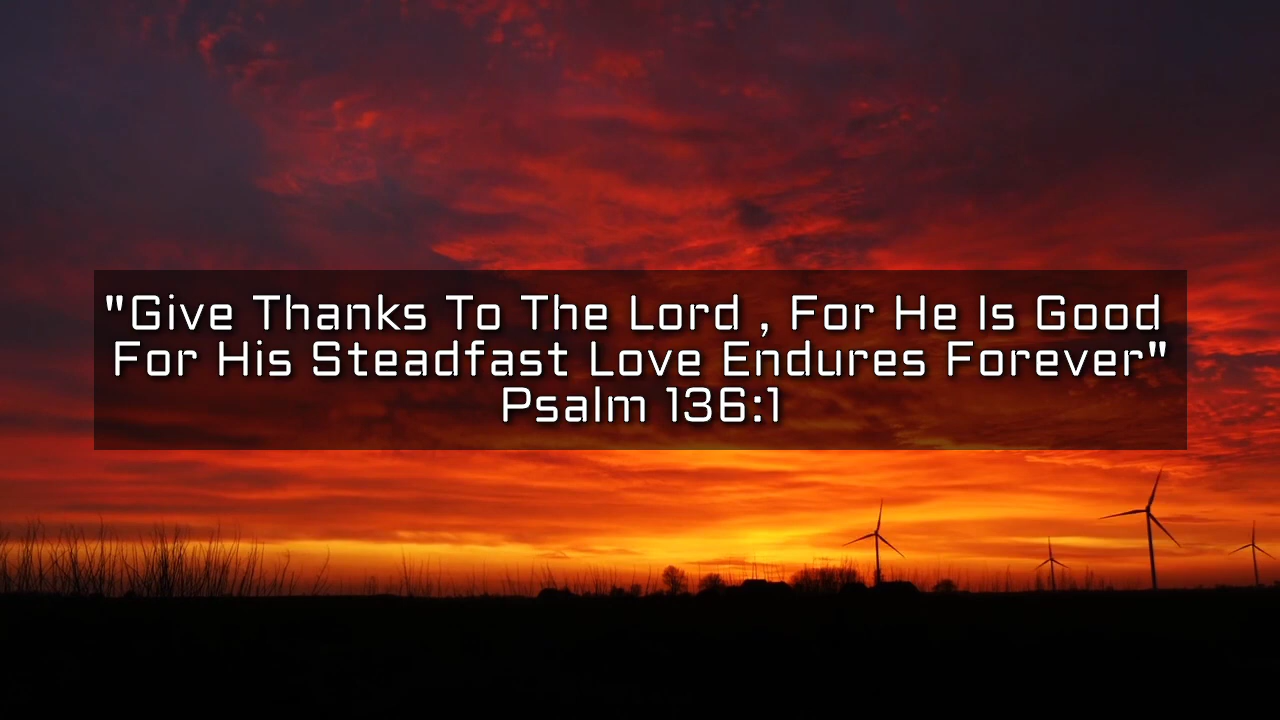 "Give Thanks To The Lord , For He Is Good
For His Steadfast Love Endures Forever"
Psalm 136:1